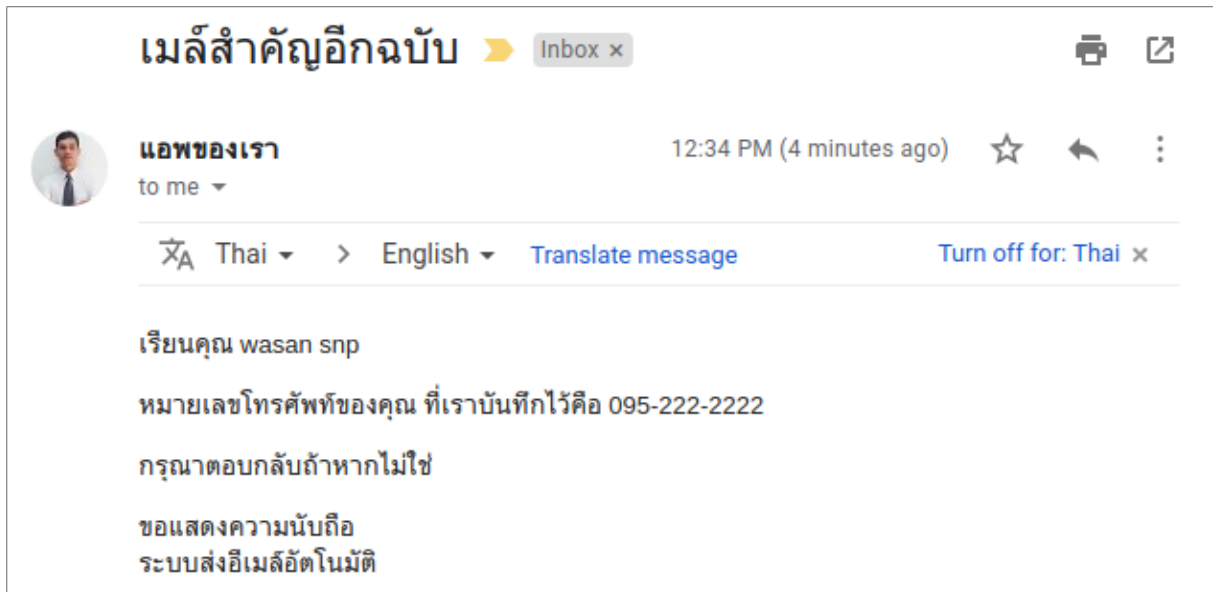 เมล์สำคัญอีกฉบับ Inbox ×
แอพของเรา 12:34 PM (4 minutes ago)
to me
Thai > English Translate message Turn off for: Thai ×
เรียนคุณ wasan snp
หมายเลขโทรศัพท์ของคุณ ที่เราบันทึกไว้คือ 095-222-2222
กรุณาตอบกลับถ้าหากไม่ใช่
ขอแสดงความนับถือ
ระบบส่งอีเมล์อัตโนมัติ